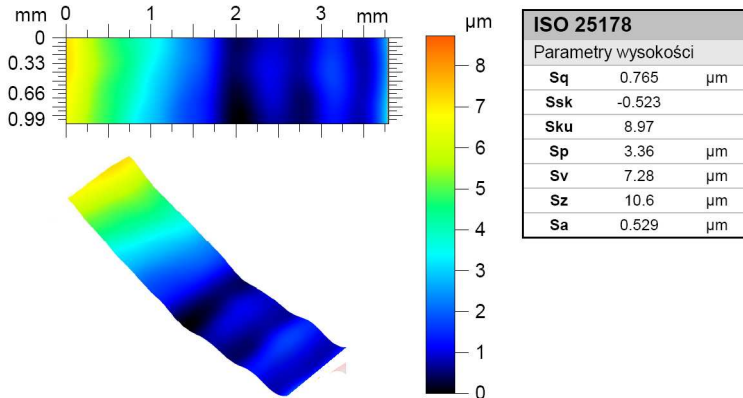 mm 0 1 2 3 mm
0
0.33
0.66
0.99
µm
8
7
6
5
4
3
2
1
0
ISO 25178
Parametry wysokości
Sq 0.765 µm
Ssk -0.523
Sku 8.97
Sp 3.36 µm
Sv 7.28 µm
Sz 10.6 µm
Sa 0.529 µm